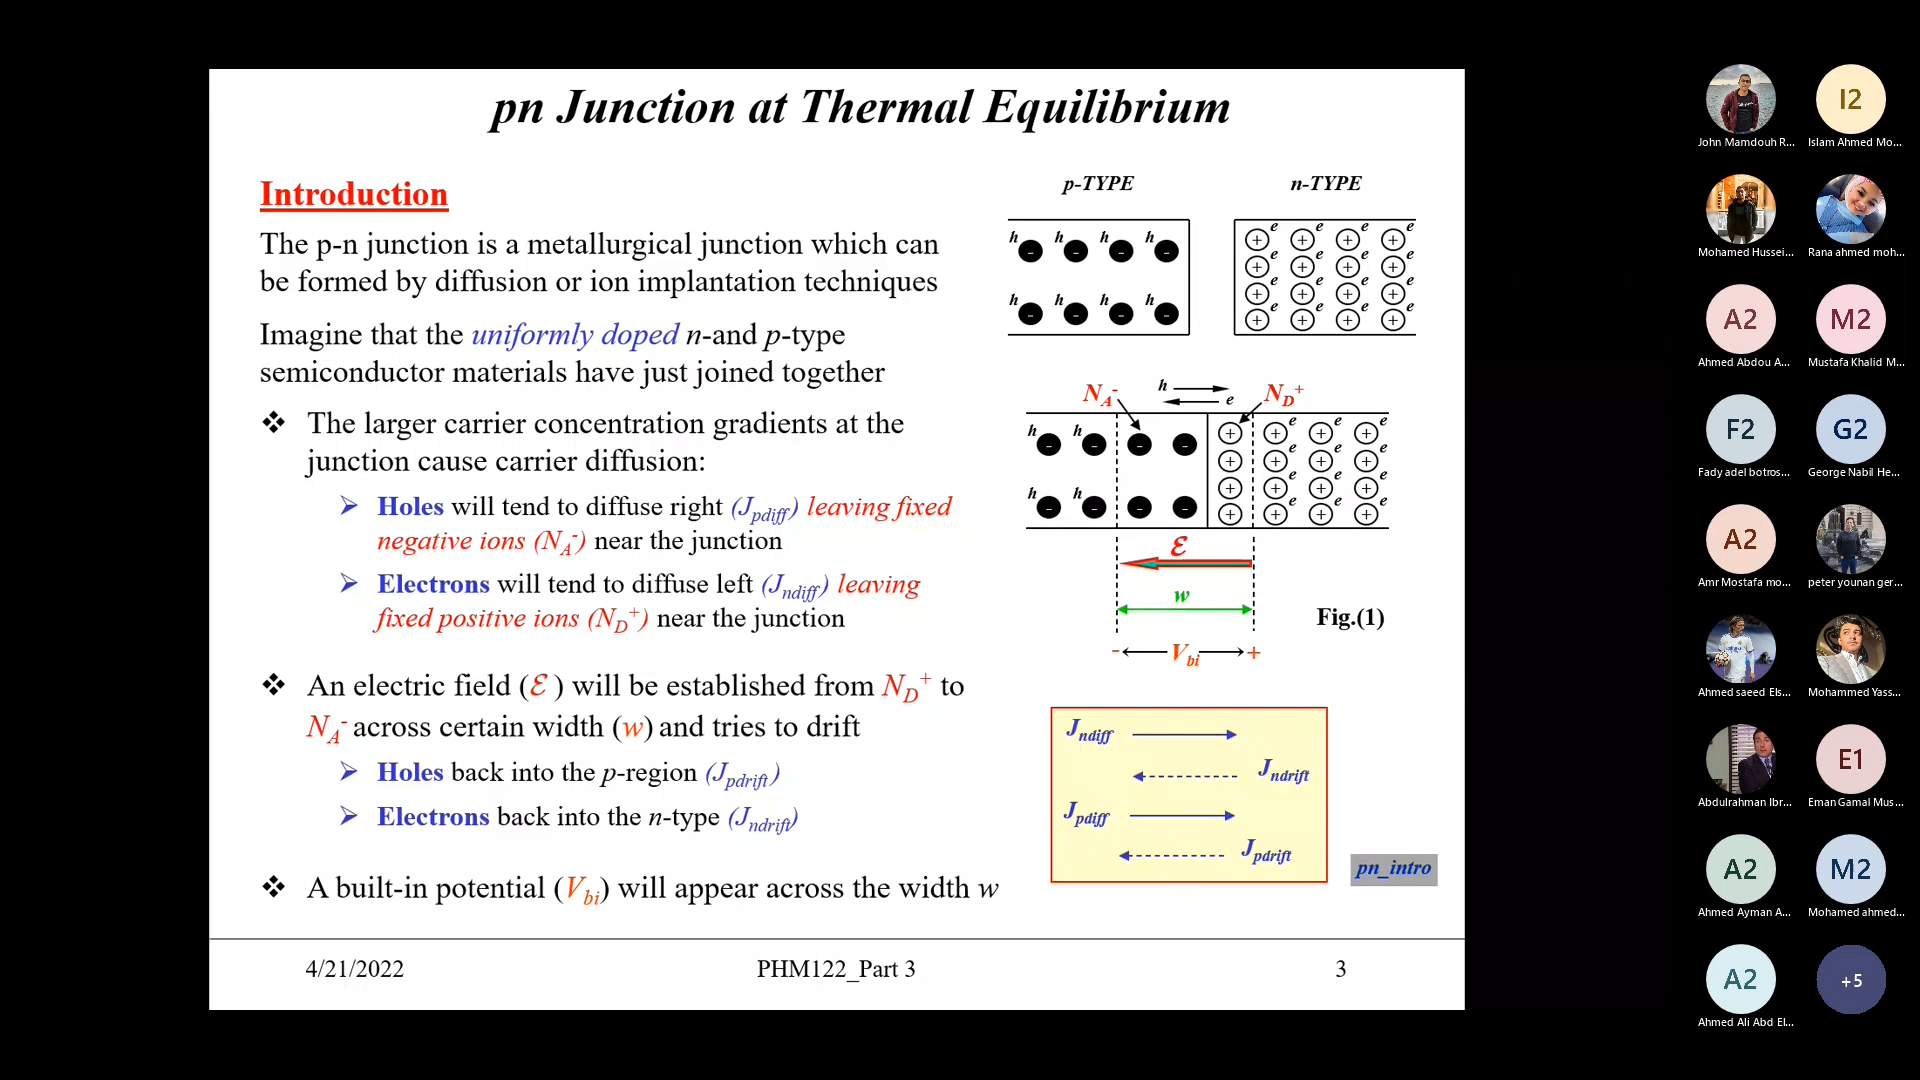 pn Junction at Thermal Equilibrium
Introduction
The p-n junction is a metallurgical junction which can
be formed by diffusion or ion implantation techniques
Imagine that the uniformly doped n-and p-type
semiconductor materials have just joined together
❖ The larger carrier concentration gradients at the
junction cause carrier diffusion:
➢ Holes will tend to diffuse right (Jpdiff) leaving fixed
negative ions (NA-) near the junction
➢ Electrons will tend to diffuse left (Jndiff) leaving
fixed positive ions (ND+) near the junction
❖ An electric field (ℰ ) will be established from ND+ to
NA- across certain width (w) and tries to drift
➢ Holes back into the p-region (Jpdrift)
➢ Electrons back into the n-type (Jndrift)
❖ A built-in potential (Vbi) will appear across the width w
p-TYPE n-TYPE
h h h h
- - - -
h h h h
- - - -
e e e e
+ + + +
e e e e
+ + + +
e e e e
+ + + +
e e e e
+ + + +
NA- h ND+
e
h h
- - - -
h h
- - - -
e e e
+ + + +
e e e
+ + + +
e e e
+ + + +
e e e
+ + + +
ℰ
w
Fig.(1)
- Vbi +
Jndiff
Jndrift
Jpdiff
Jpdrift
pn_intro
4/21/2022 PHM122_Part 3 3
John Mamdouh R...
I2
Islam Ahmed Mo...
Mohamed Hussei...
Rana ahmed moh...
A2
Ahmed Abdou A...
M2
Mustafa Khalid M...
F2
Fady adel botros...
G2
George Nabil He...
A2
Amr Mostafa mo...
peter younan ger...
Ahmed saeed Els...
Mohammed Yass...
Abdulrahman Ibr...
E1
Eman Gamal Mus...
A2
Ahmed Ayman A...
M2
Mohamed ahmed...
A2
Ahmed Ali Abd El...
+5